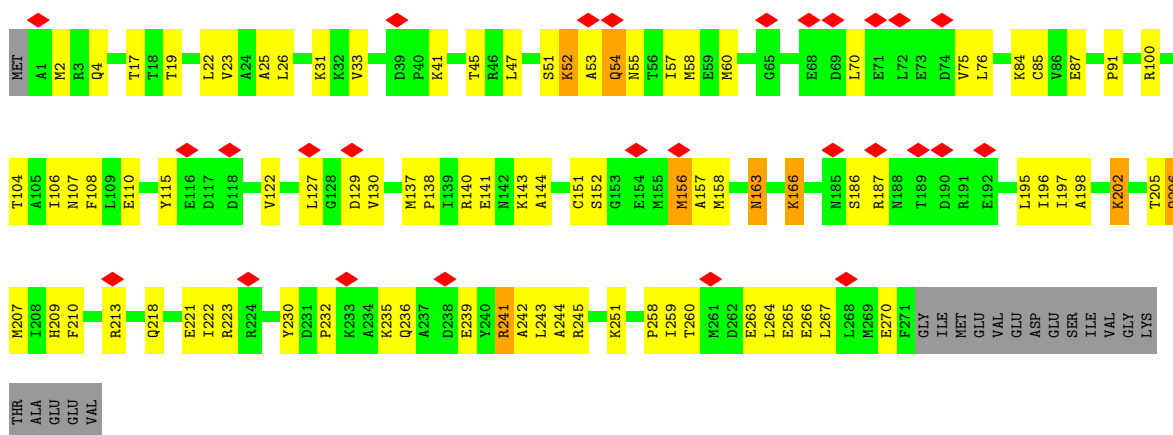 MET A1 M2 R3 Q4 T17 T18 T19 L22 V23 A24 A25 L26 K31 K32 V33 D39 P40 K41 T45 R46 L47 S51 K52 A53 Q54 N55 T56 I57 M58 E59 M60 G65 E68 D69 L70 E71 L72 E73 D74 V75 L76 K84 C85 V86 E87 P91 R100
T104 A105 I106 N107 F108 L109 E110 Y115 E116 D117 D118 V122 L127 G128 D129 V130 M137 P138 I139 R140 E141 N142 K143 A144 C151 S152 G153 E154 M155 M156 A157 M158 N163 K166 N185 S186 R187 N188 T189 D190 R191 E192 L195 I196 I197 A198 K202 T205
M207 I208 H209 F210 R213 Q218 E221 I222 R223 R224 Y230 D231 P232 K233 A234 K235 Q236 A237 D238 E239 Y240 R241 A242 L243 A244 R245 K251 P258 I259 T260 M261 D262 E263 L264 E265 E266 L267 L268 M269 E270 F271 GLY ILE MET GLU VAL GLU ASP GLU SER ILE VAL GLY LYS
THR ALA GLU GLU VAL